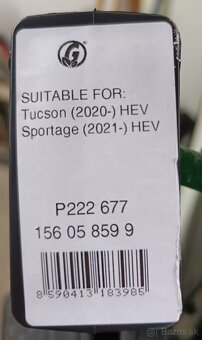 G
SUITABLE FOR:
Tucson (2020-) HEV
Sportage (2021-) HEV
P222 677
156 05 859 9
8 590413 183985
Bazos.sk